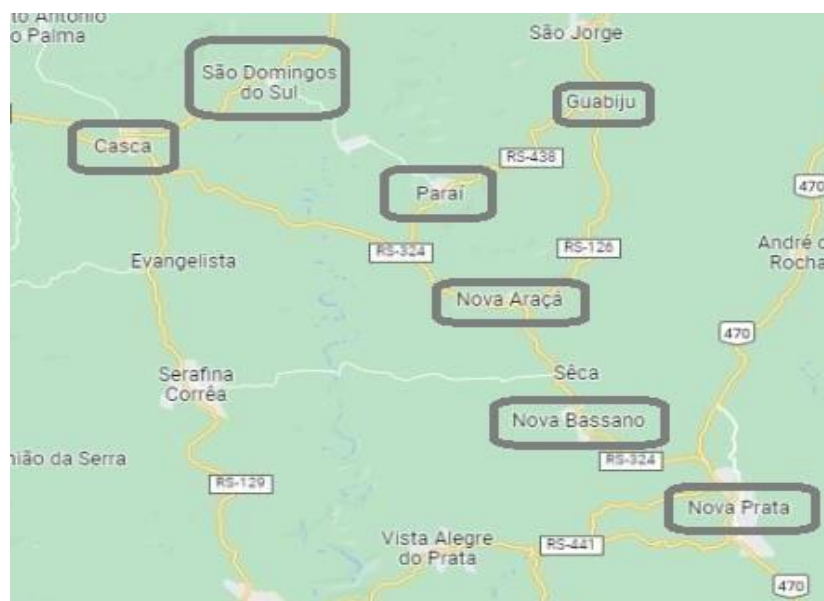 o Palma
São Jorge
São Domingos
do Sul
Guabiju
Casca
RS-438
Paraí
470
RS-324
RS-126
André
Rocha
Evangelista
Nova Araçá
470
Serafina
Corrêa
Sêca
Nova Bassano
nião da Serra
RS-324
RS-129
Nova Prata
Vista Alegre
do Prata
RS-441
470